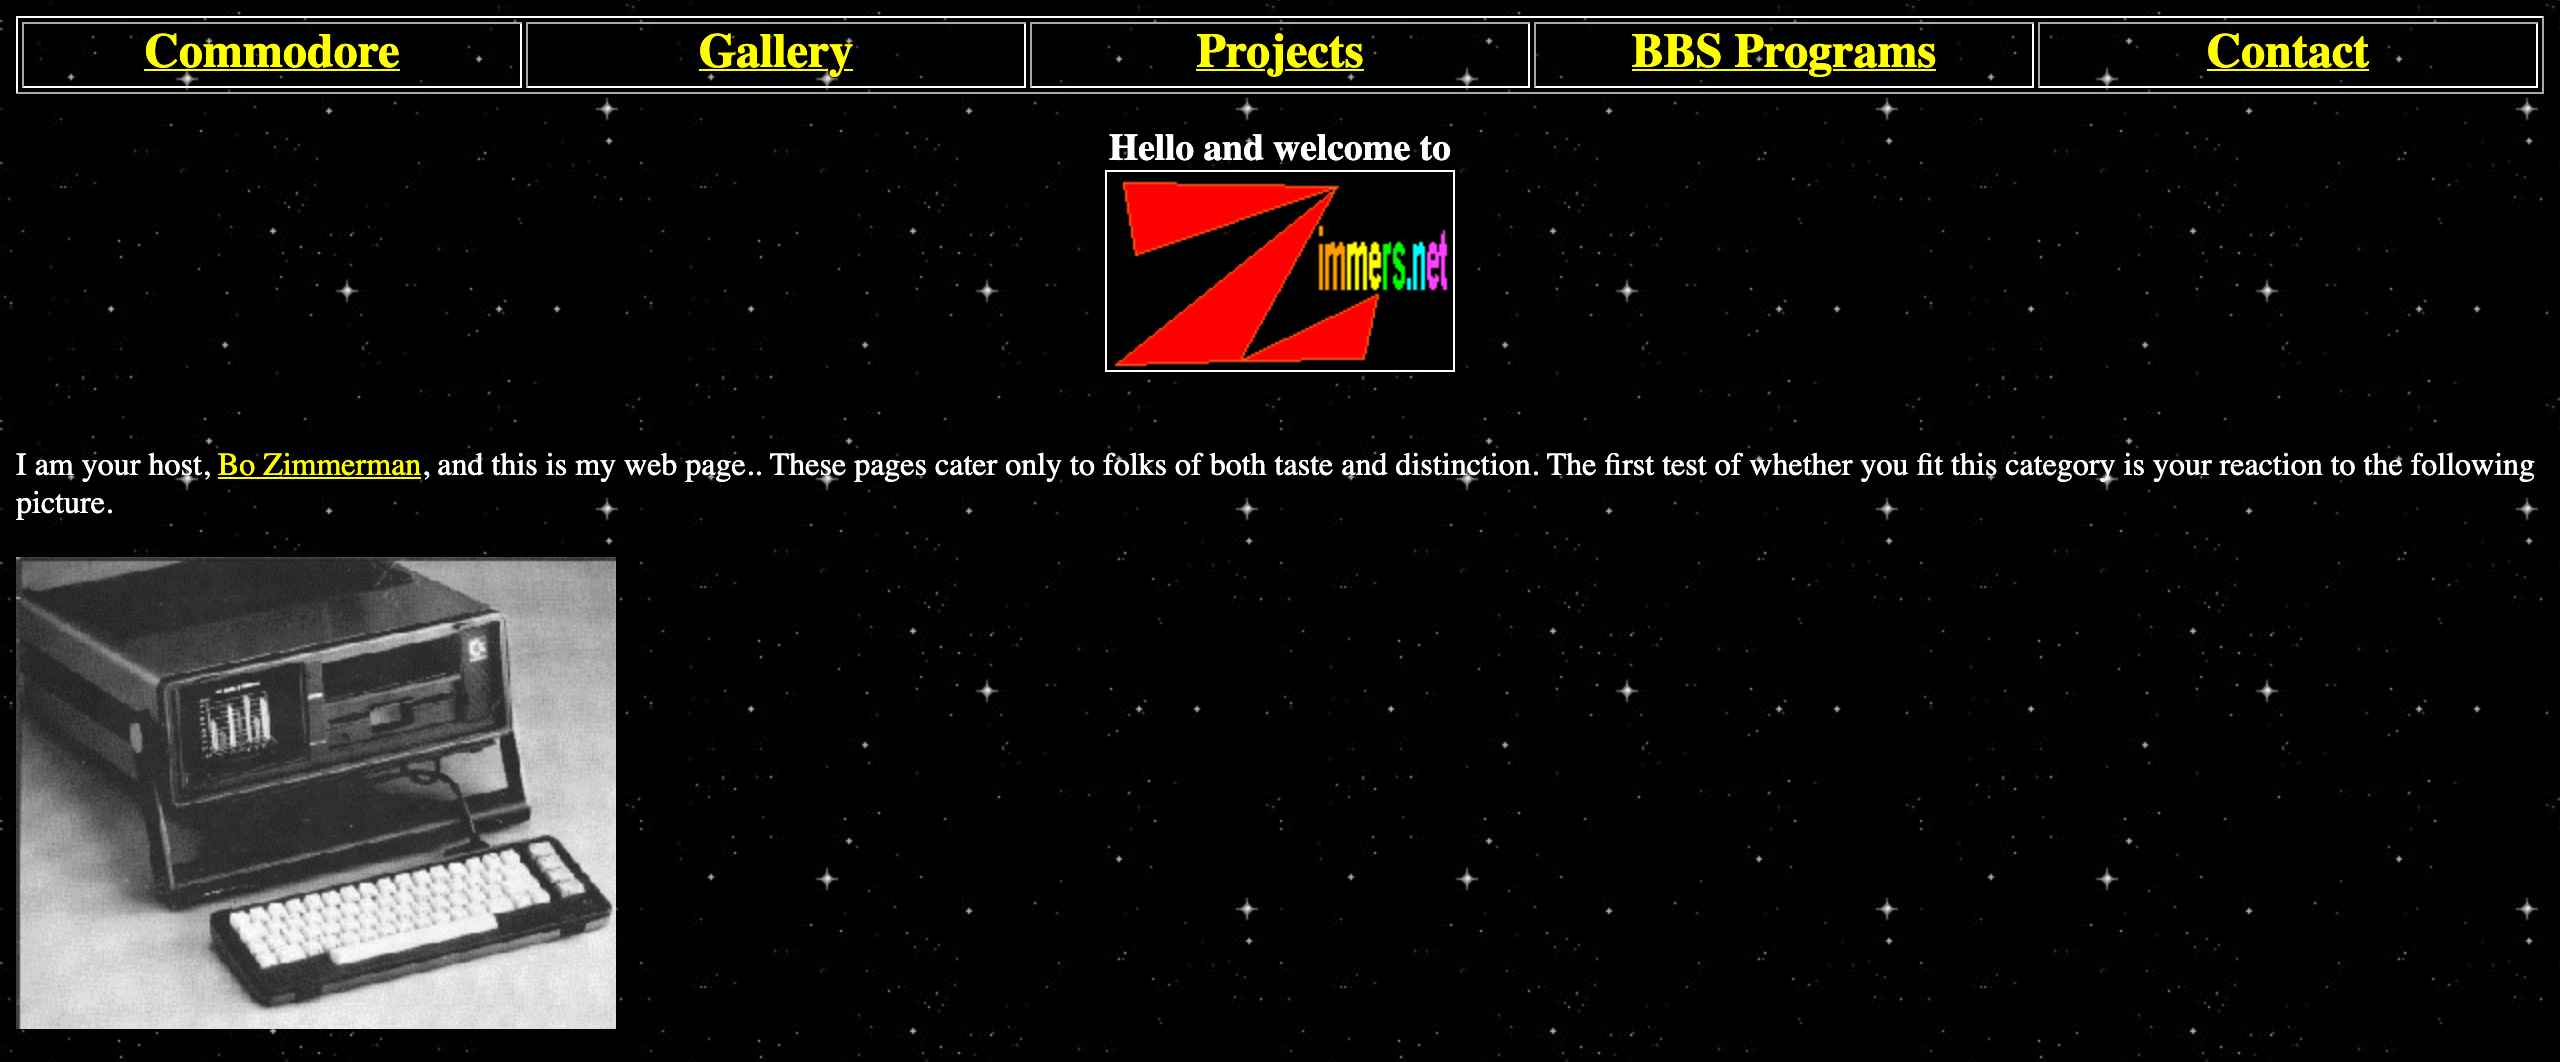 Commodore
Gallery
Projects
BBS Programs
Contact
Hello and welcome to
immers.net
I am your host, Bo Zimmerman, and this is my web page.. These pages cater only to folks of both taste and distinction. The first test of whether you fit this category is your reaction to the following
picture.